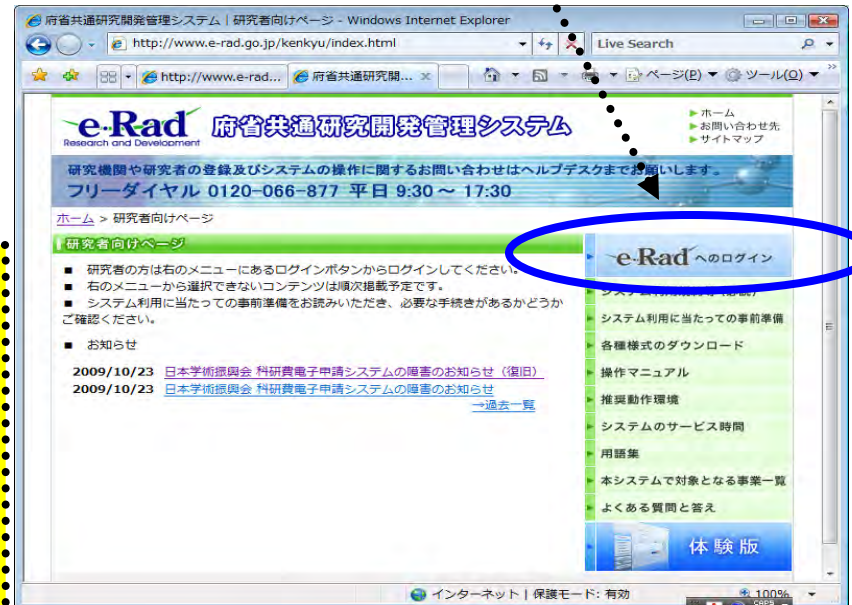 府省共通研究開発管理システム | 研究者向けページ - Windows Internet Explorer
http://www.e-rad.go.jp/kenkyu/index.html
Live Search
http://www.e-rad...
府省共通研究開...
ページ(P)
ツール(O)
e-Rad
Research and Development
府省共通研究開発管理システム
ホーム
お問い合わせ先
サイトマップ
研究機関や研究者の登録及びシステムの操作に関するお問い合わせはヘルプデスクまでお願いします。
フリーダイヤル 0120-066-877 平日 9:30~ 17:30
ホーム > 研究者向けページ
研究者向けページ
■ 研究者の方は右のメニューにあるログインボタンからログインしてください。
■ 右のメニューから選択できないコンテンツは順次掲載予定です。
■ システム利用に当たっての事前準備をお読みいただき、必要な手続きがあるかどうか
ご確認ください。
■ お知らせ
2009/10/23 日本学術振興会 科研費電子申請システムの障害のお知らせ（復旧）
2009/10/23 日本学術振興会 科研費電子申請システムの障害のお知らせ
→過去一覧
e-Radへのログイン
システム利用に当たっての事前準備
各種様式のダウンロード
操作マニュアル
推奨動作環境
システムのサービス時間
用語集
本システムで対象となる事業一覧
よくある質問と答え
体験版
インターネット | 保護モード: 有効
100%